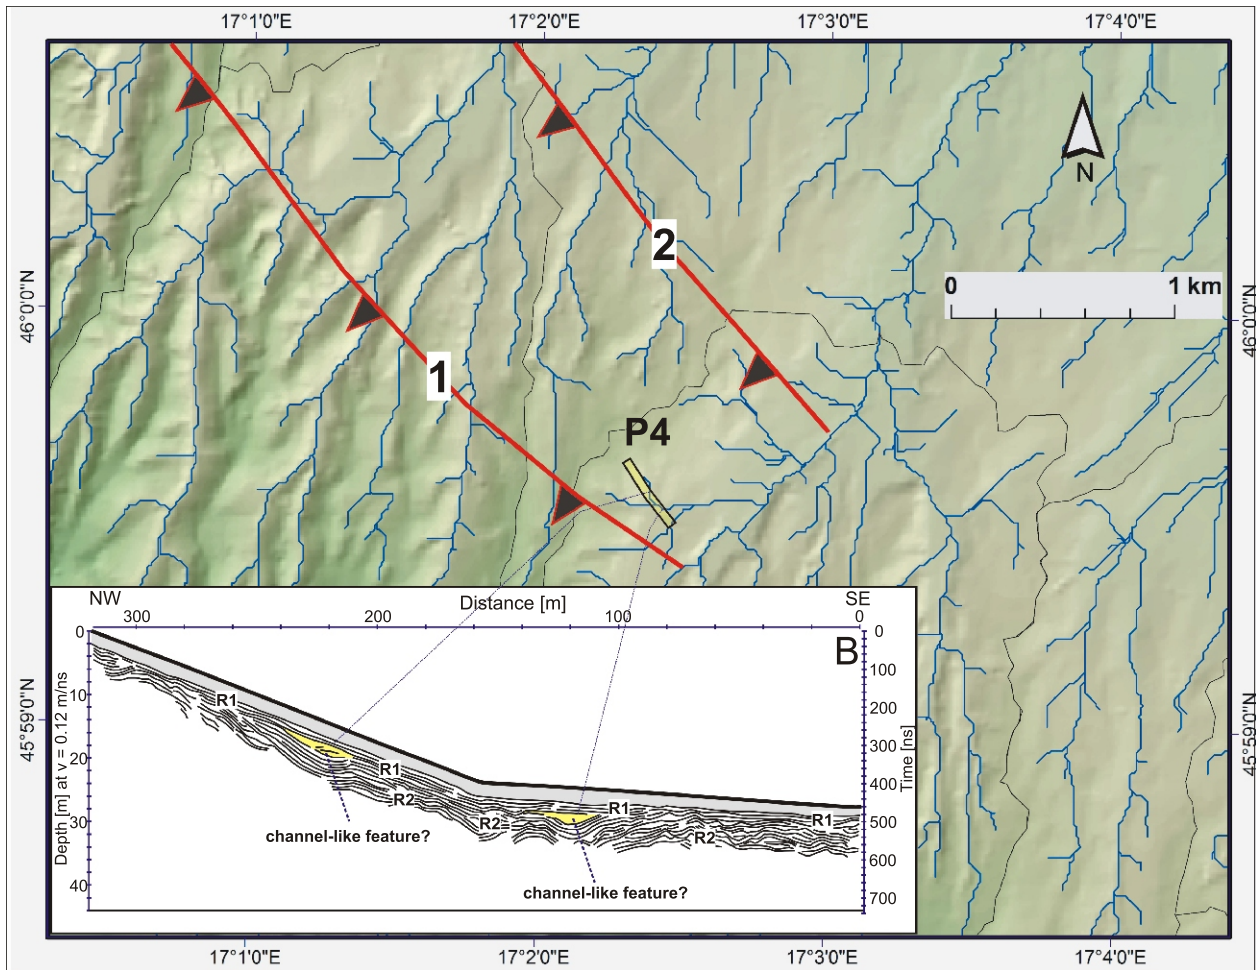 17°1'0"E 17°2'0"E 17°3'0"E 17°4'0"E
N
2
46°0'0"N
46°0'0"N
0 1 km
1
P4
NW Distance [m] SE
300 200 100 0
0 0
B
100
10
R1
200
20
300
R1
400
R2
R1
30
R2
R1
500
R2
channel-like feature?
600
40
channel-like feature?
700
Depth [m] at v = 0.12 m/ns
Time [ns]
45°59'0"N
45°59'0"N
17°1'0"E 17°2'0"E 17°3'0"E 17°4'0"E